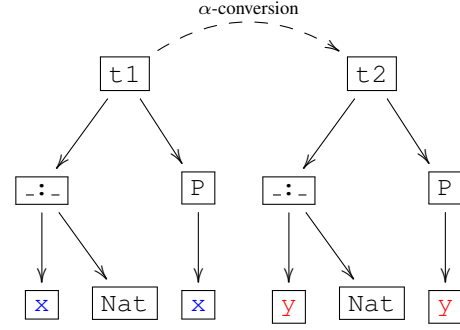 α-conversion
t1 t2
_:_ P _:_ P
x Nat x y Nat y